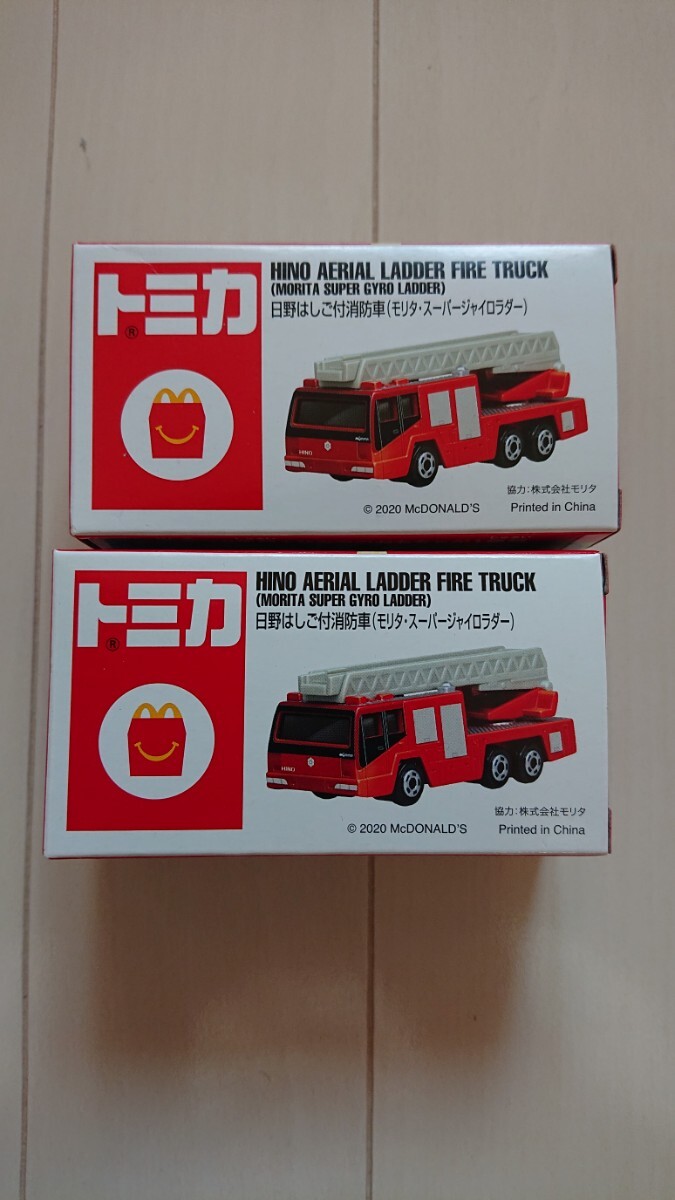 トミカ
®
HINO AERIAL LADDER FIRE TRUCK
(MORITA SUPER GYRO LADDER)
日野はしご付消防車(モリタ・スーパージャイロラダー)
HINO
協力:株式会社モリタ
© 2020 McDONALD'S
Printed in China
トミカ
®
HINO AERIAL LADDER FIRE TRUCK
(MORITA SUPER GYRO LADDER)
日野はしご付消防車(モリタ・スーパージャイロラダー)
HINO
協力:株式会社モリタ
© 2020 McDONALD'S
Printed in China